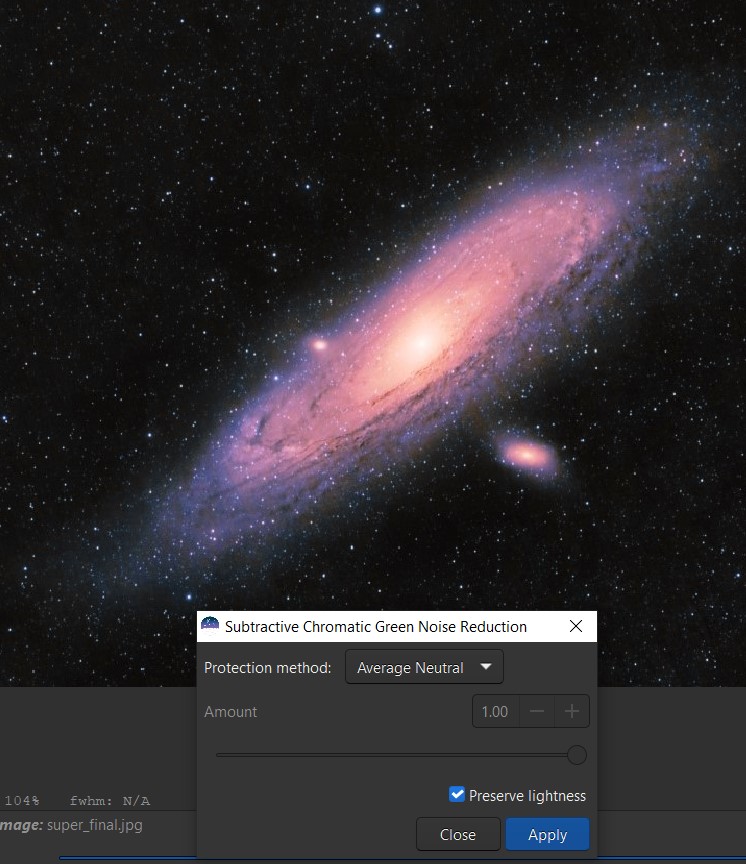 Subtractive Chromatic Green Noise Reduction
Protection method: Average Neutral
Amount 1.00
Preserve lightness
104% fwhm: N/A
mage: super_final.jpg
Close Apply